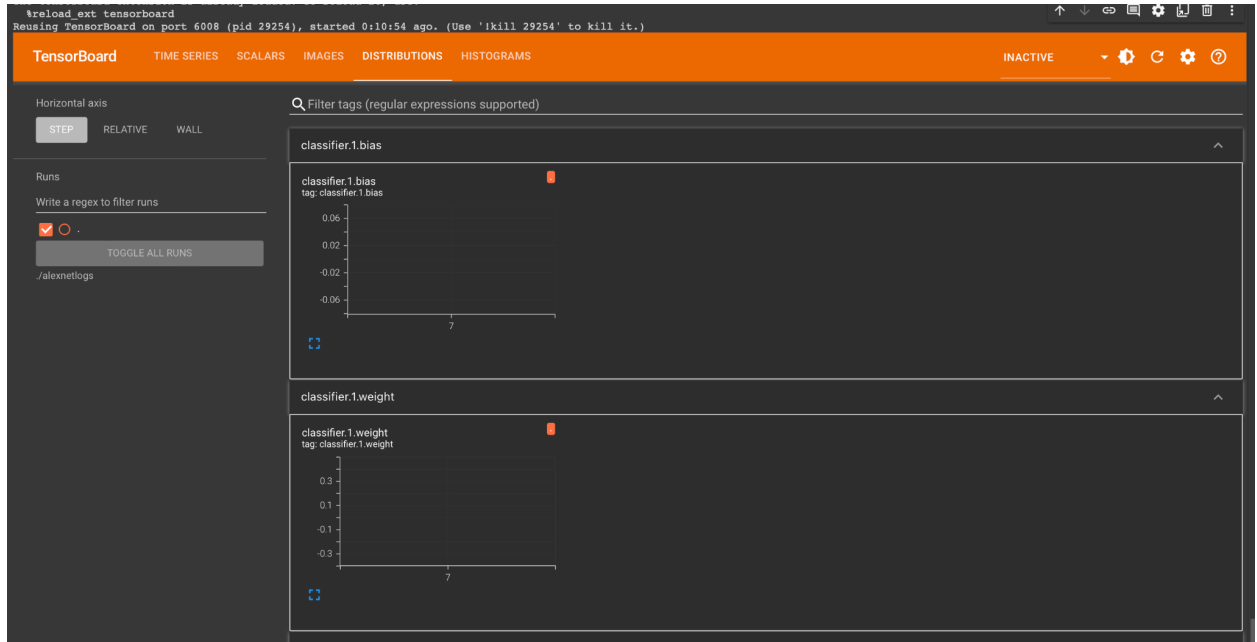 %reload_ext tensorboard
Reusing TensorBoard on port 6008 (pid 29254), started 0:10:54 ago. (Use '!kill 29254' to kill it.)
TensorBoard TIME SERIES SCALARS IMAGES DISTRIBUTIONS HISTOGRAMS INACTIVE
Horizontal axis
STEP RELATIVE WALL
Runs
Write a regex to filter runs
.
TOGGLE ALL RUNS
./alexnetlogs
Filter tags (regular expressions supported)
classifier.1.bias
classifier.1.bias
tag: classifier.1.bias
0.06
0.02
-0.02
-0.06
7
classifier.1.weight
classifier.1.weight
tag: classifier.1.weight
0.3
0.1
-0.1
-0.3
7